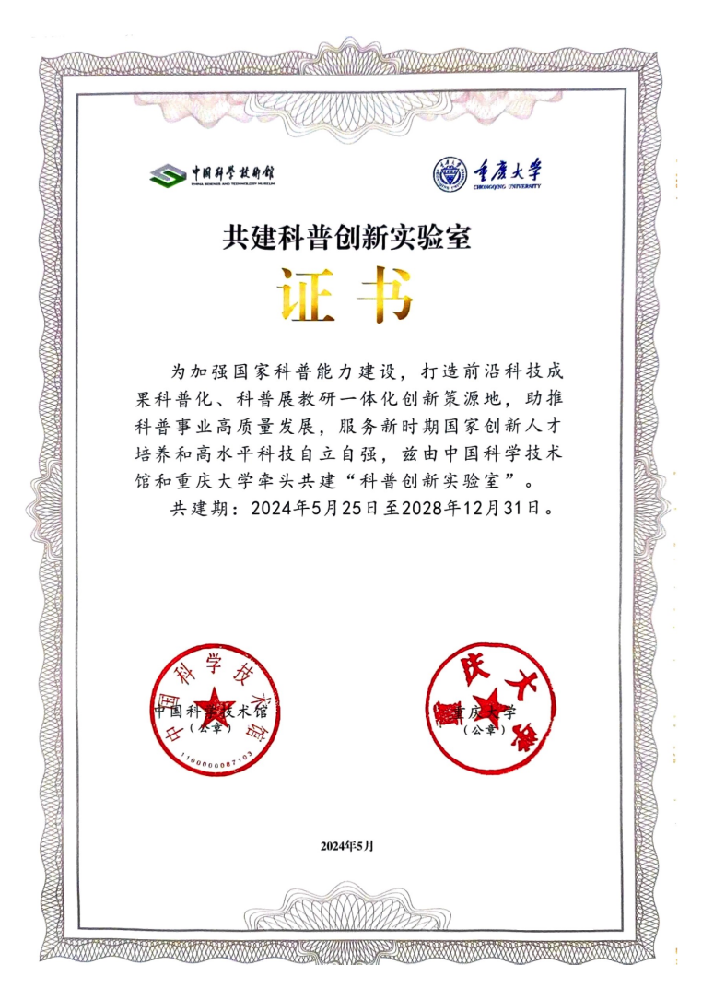 中国科学技术馆
CHINA SCIENCE AND TECHNOLOGY MUSEUM
重庆大学
CHONGQING UNIVERSITY
共建科普创新实验室
证书
为加强国家科普能力建设，打造前沿科技成
果科普化、科普展教研一体化创新策源地，助推
科普事业高质量发展，服务新时期国家创新人才
培养和高水平科技自立自强，兹由中国科学技术
馆和重庆大学牵头共建“科普创新实验室”。
共建期：2024年5月25日至2028年12月31日。
中国科学技术馆
中国科学技术馆
（公章）
1100000087103
重庆大学
重庆大学
（公章）
2024年5月